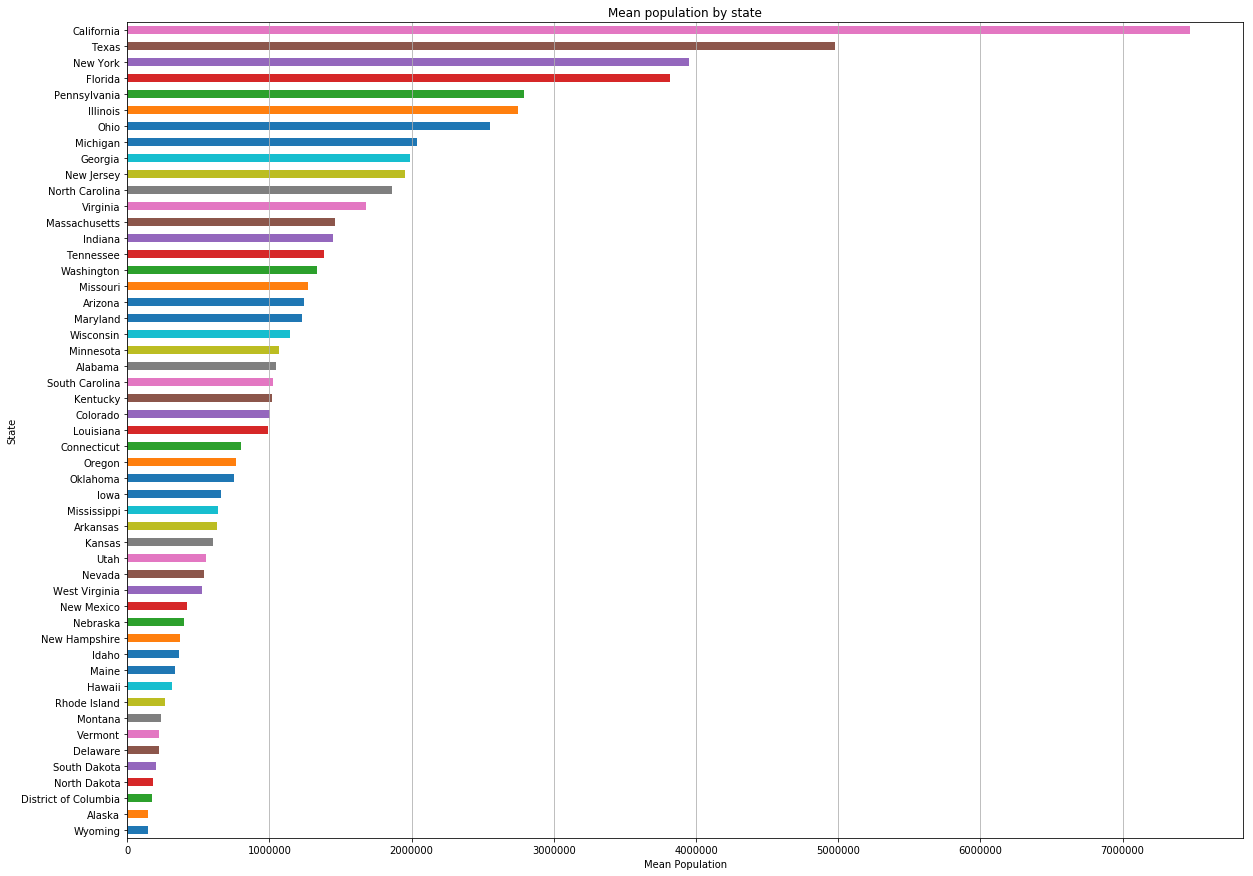 Mean population by state
California
Texas
New York
Florida
Pennsylvania
Illinois
Ohio
Michigan
Georgia
New Jersey
North Carolina
Virginia
Massachusetts
Indiana
Tennessee
Washington
Missouri
Arizona
Maryland
Wisconsin
Minnesota
Alabama
South Carolina
Kentucky
Colorado
Louisiana
Connecticut
Oregon
Oklahoma
Iowa
Mississippi
Arkansas
Kansas
Utah
Nevada
West Virginia
New Mexico
Nebraska
New Hampshire
Idaho
Maine
Hawaii
Rhode Island
Montana
Vermont
Delaware
South Dakota
North Dakota
District of Columbia
Alaska
Wyoming
State
0 1000000 2000000 3000000 4000000 5000000 6000000 7000000
Mean Population